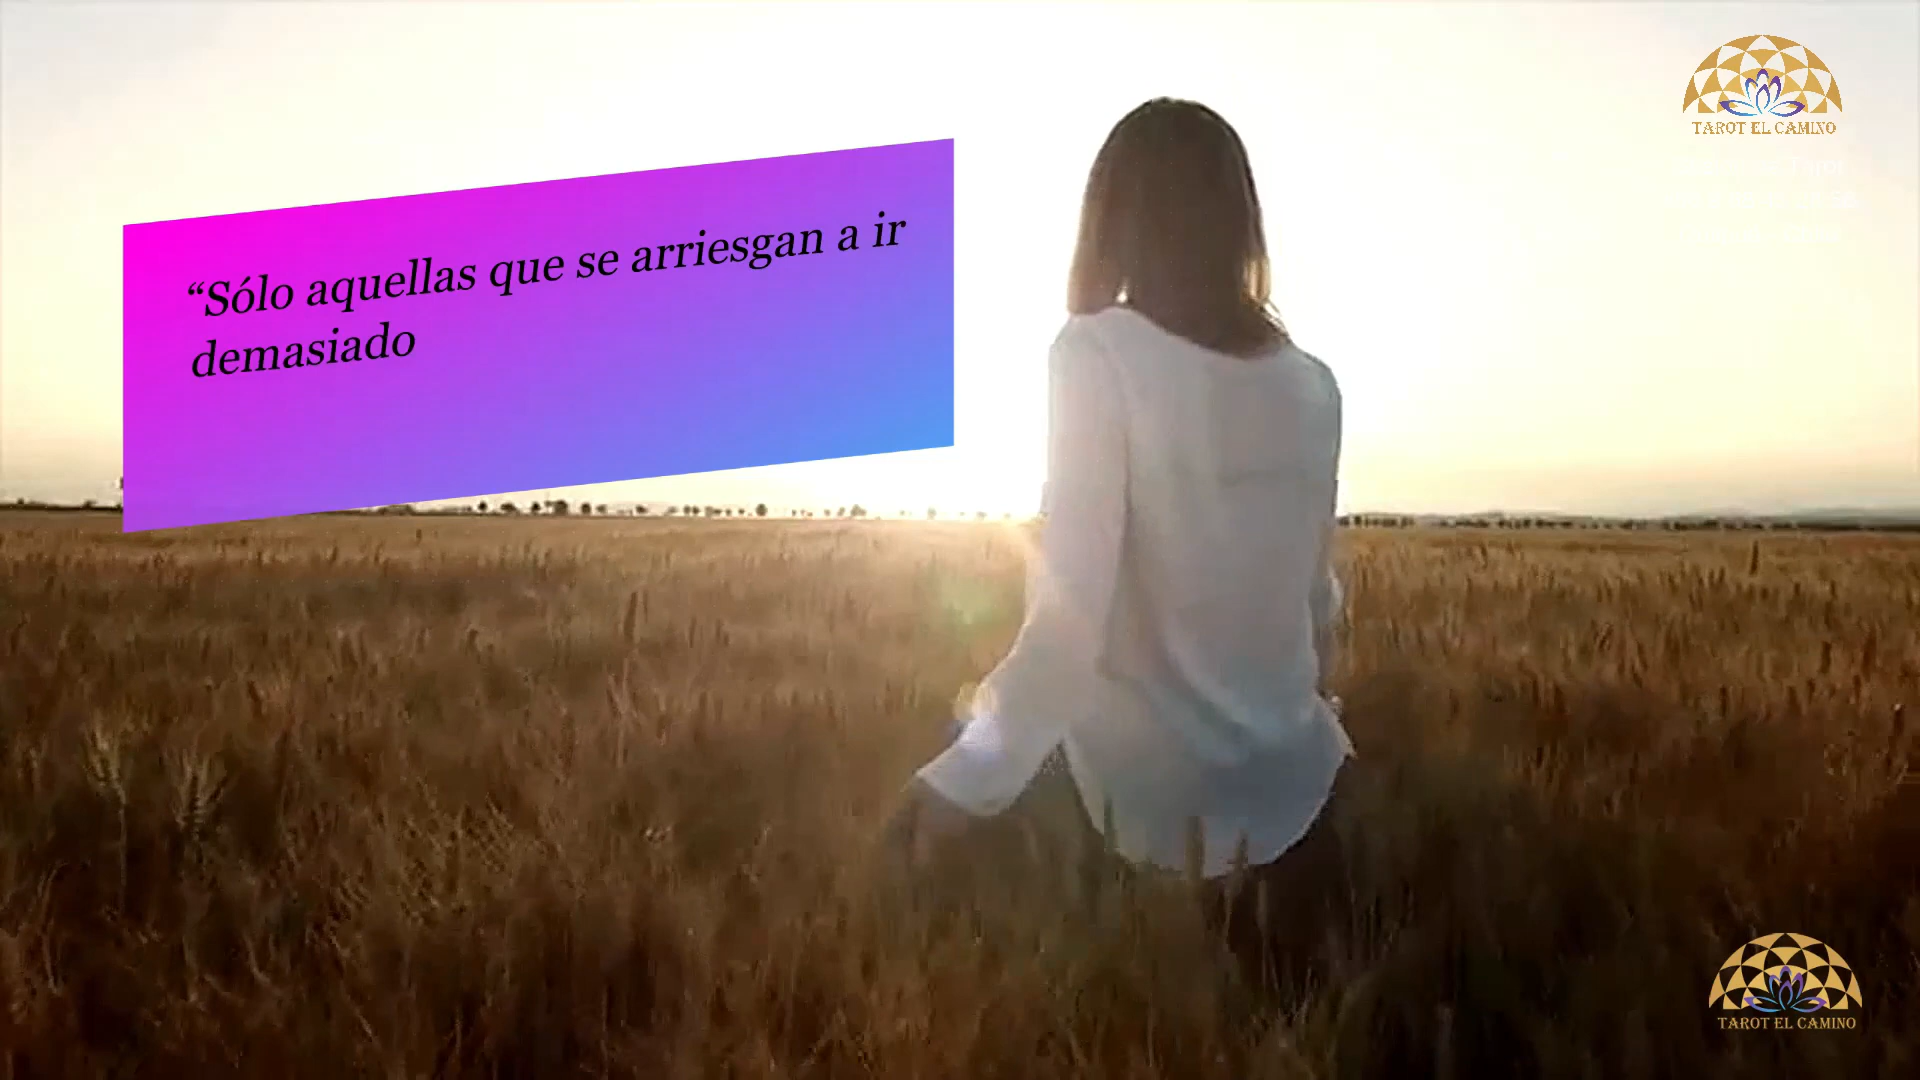 “Sólo aquellas que se arriesgan a ir
demasiado
TAROT EL CAMINO
TAROT EL CAMINO